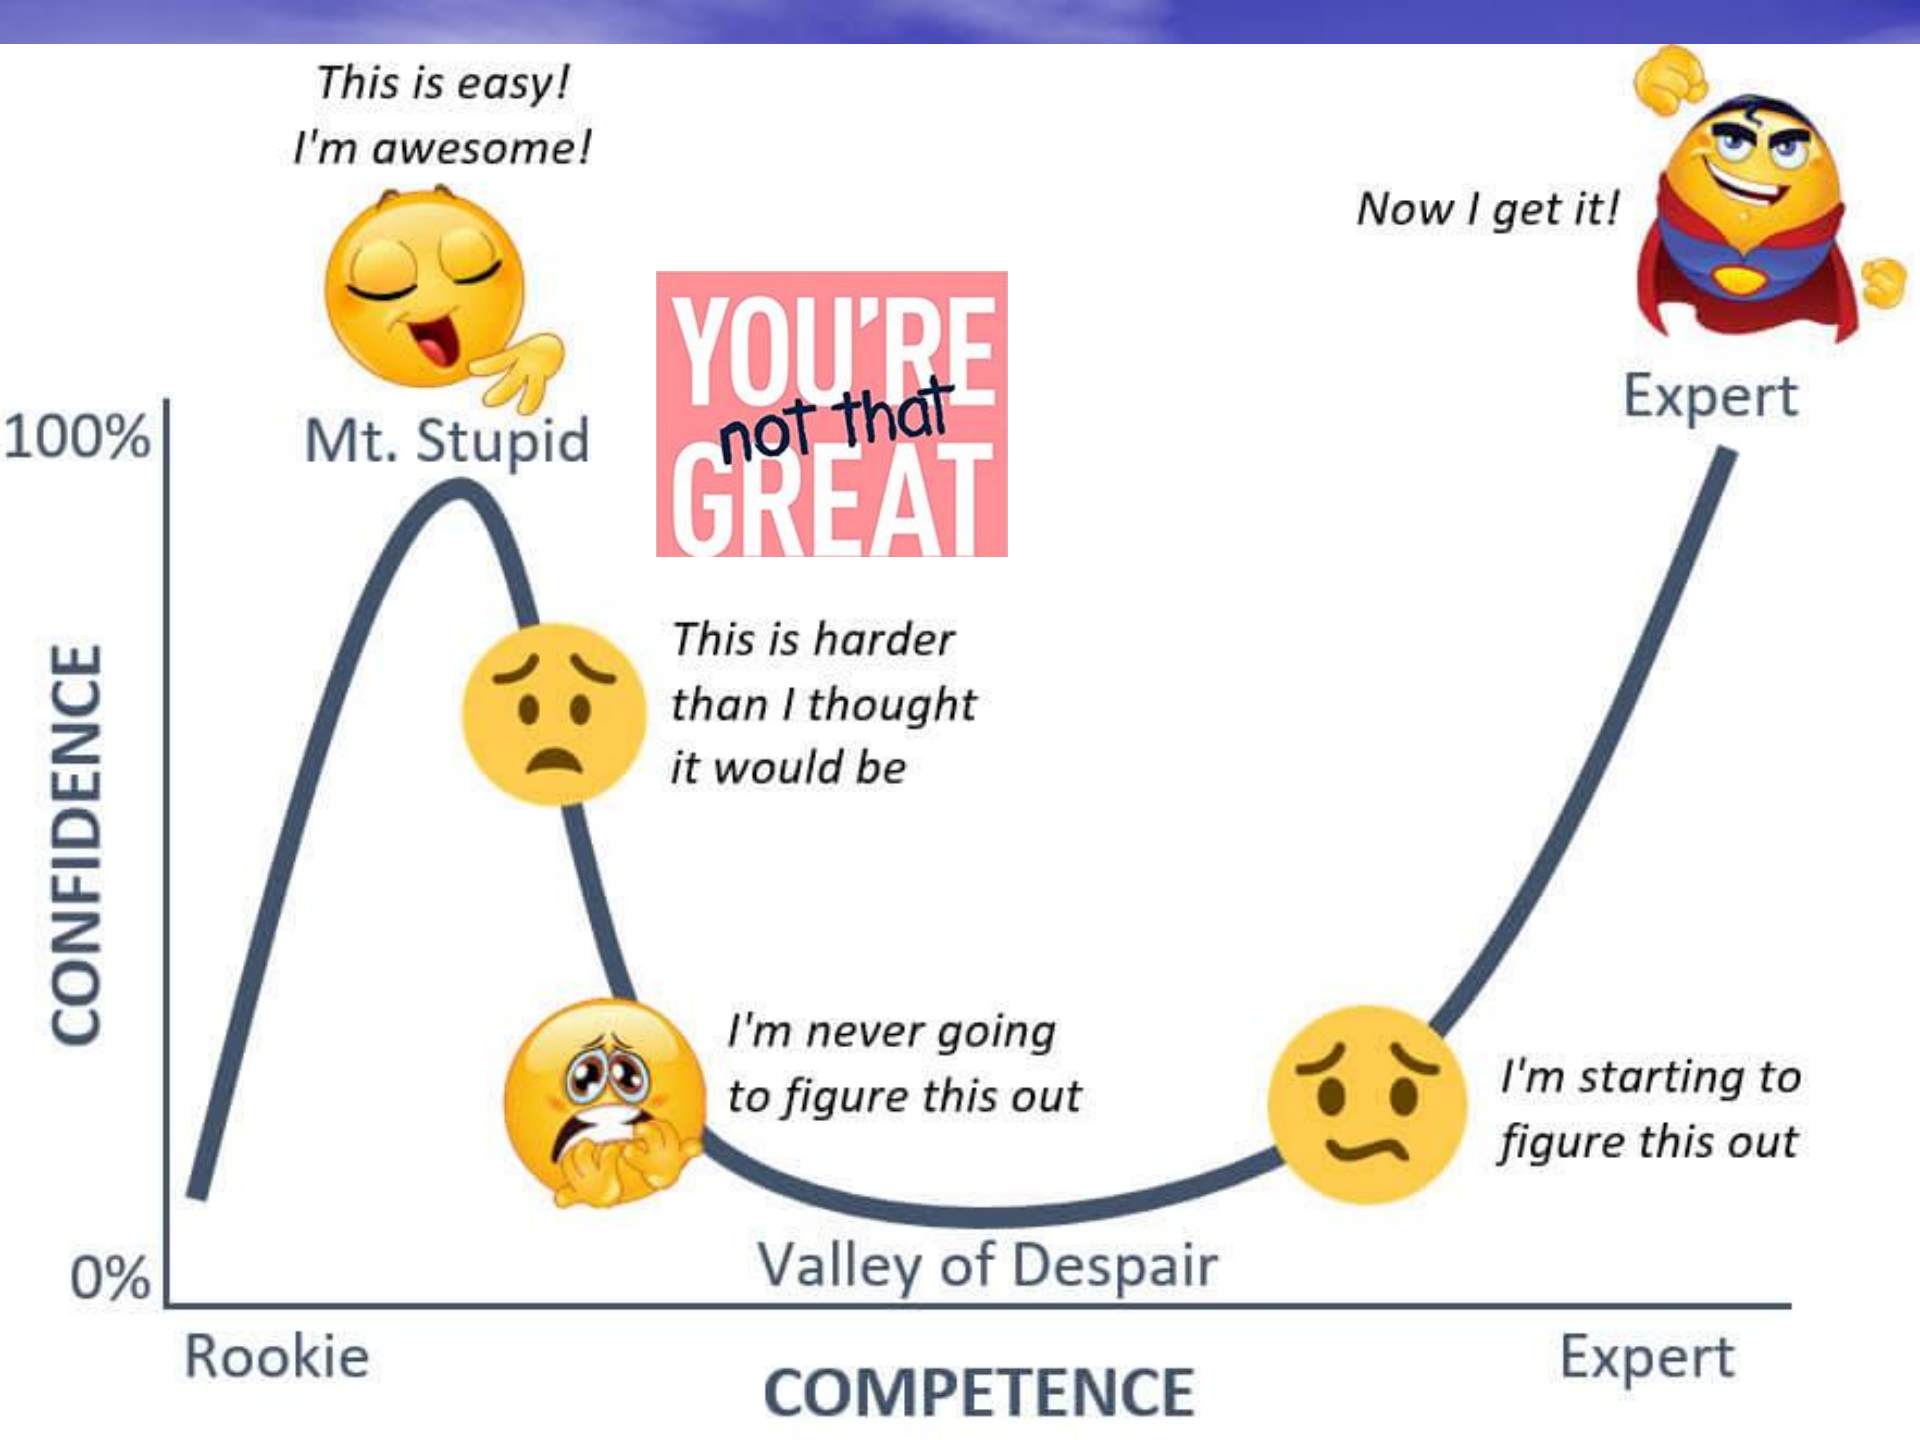 This is easy!
I'm awesome!
Now I get it!
YOU'RE
not that
GREAT
Expert
100%
Mt. Stupid
This is harder
than I thought
it would be
CONFIDENCE
I'm never going
to figure this out
I'm starting to
figure this out
Valley of Despair
0%
Rookie
Expert
COMPETENCE